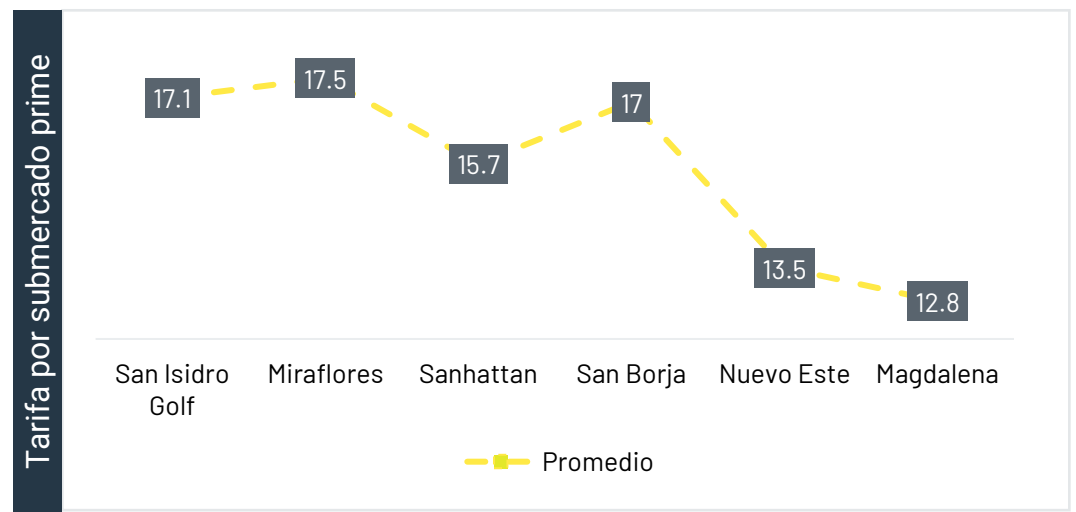 Tarifa por submercado prime
17.1
17.5
15.7
17
13.5
12.8
San Isidro
Golf
Miraflores
Sanhattan
San Borja
Nuevo Este
Magdalena
Promedio